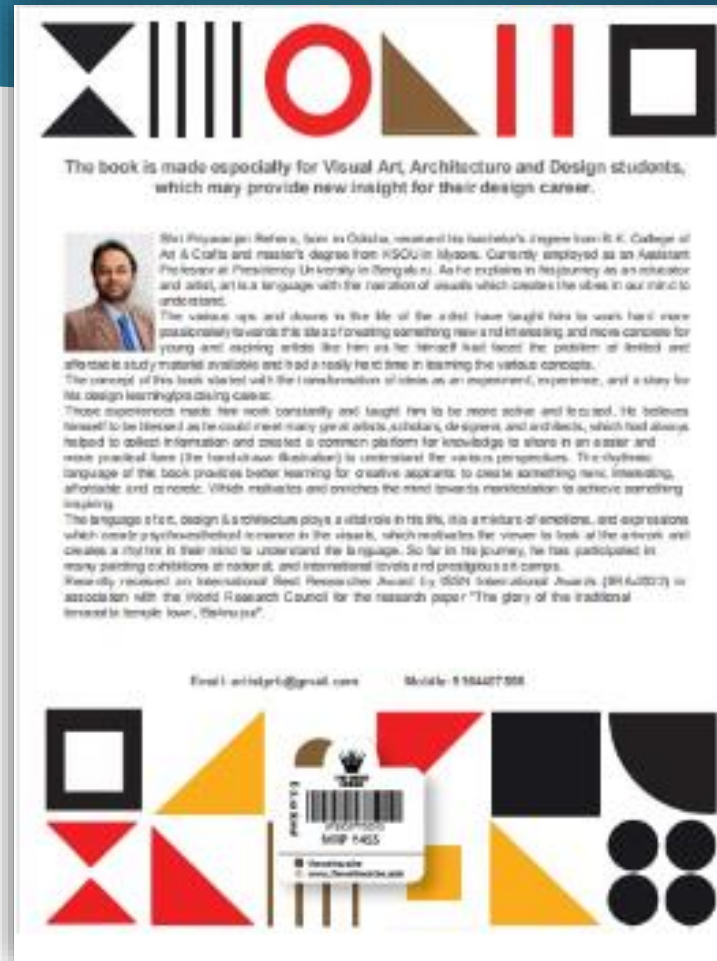 The book is made especially for Visual Art, Architecture and Design students,
which may provide new insight for their design career.
Shri Priyaranjan Behera, born in Odisha, received his bachelor's degree from B.K. College of
Art & Crafts and master's degree from KSOU in Mysore. Currently employed as an Assistant
Professor at Presidency University in Bengaluru. As he explains in his journey as an educator
and artist, art is a language with the narration of visuals which creates the vibes in our mind to
understand.
The various ups and downs in the life of the artist have taught him to work hard more
passionately towards this idea of creating something new and interesting and more concrete for
young and aspiring artists like him as he himself had faced the problem of limited and
affordable study material available and had a really hard time in learning the various concepts.
The concept of this book started with the transformation of ideas as an experiment, experience, and a story for
his design learning/practising career.
Those experiences made him work constantly and taught him to be more active and focused. He believes
himself to be blessed as he could meet many great artists, scholars, designers, and architects, which had always
helped to collect information and created a common platform for knowledge to share in an easier and
more practical form (the hand-drawn illustration) to understand the various perspectives. The rhythmic
language of this book provides better learning for creative aspirants to create something new, interesting,
affordable and concrete. Which motivates and enriches the mind towards manifestation to achieve something
inspiring.
The language of art, design & architecture plays a vital role in his life, it is a mixture of emotions, and expressions
which create psychoaesthetical romance in the visuals, which motivates the viewer to look at the artwork and
creates a rhythm in their mind to understand the language. So far in his journey, he has participated in
many painting exhibitions at national, and international levels and prestigious art camps.
Recently received an International Best Researcher Award by ISSN International Awards (2022) in
association with the World Research Council for the research paper "The glory of the traditional
terracotta temple town, Bishnupur".
Email: @gmail.com Mobile:
MRP ₹455